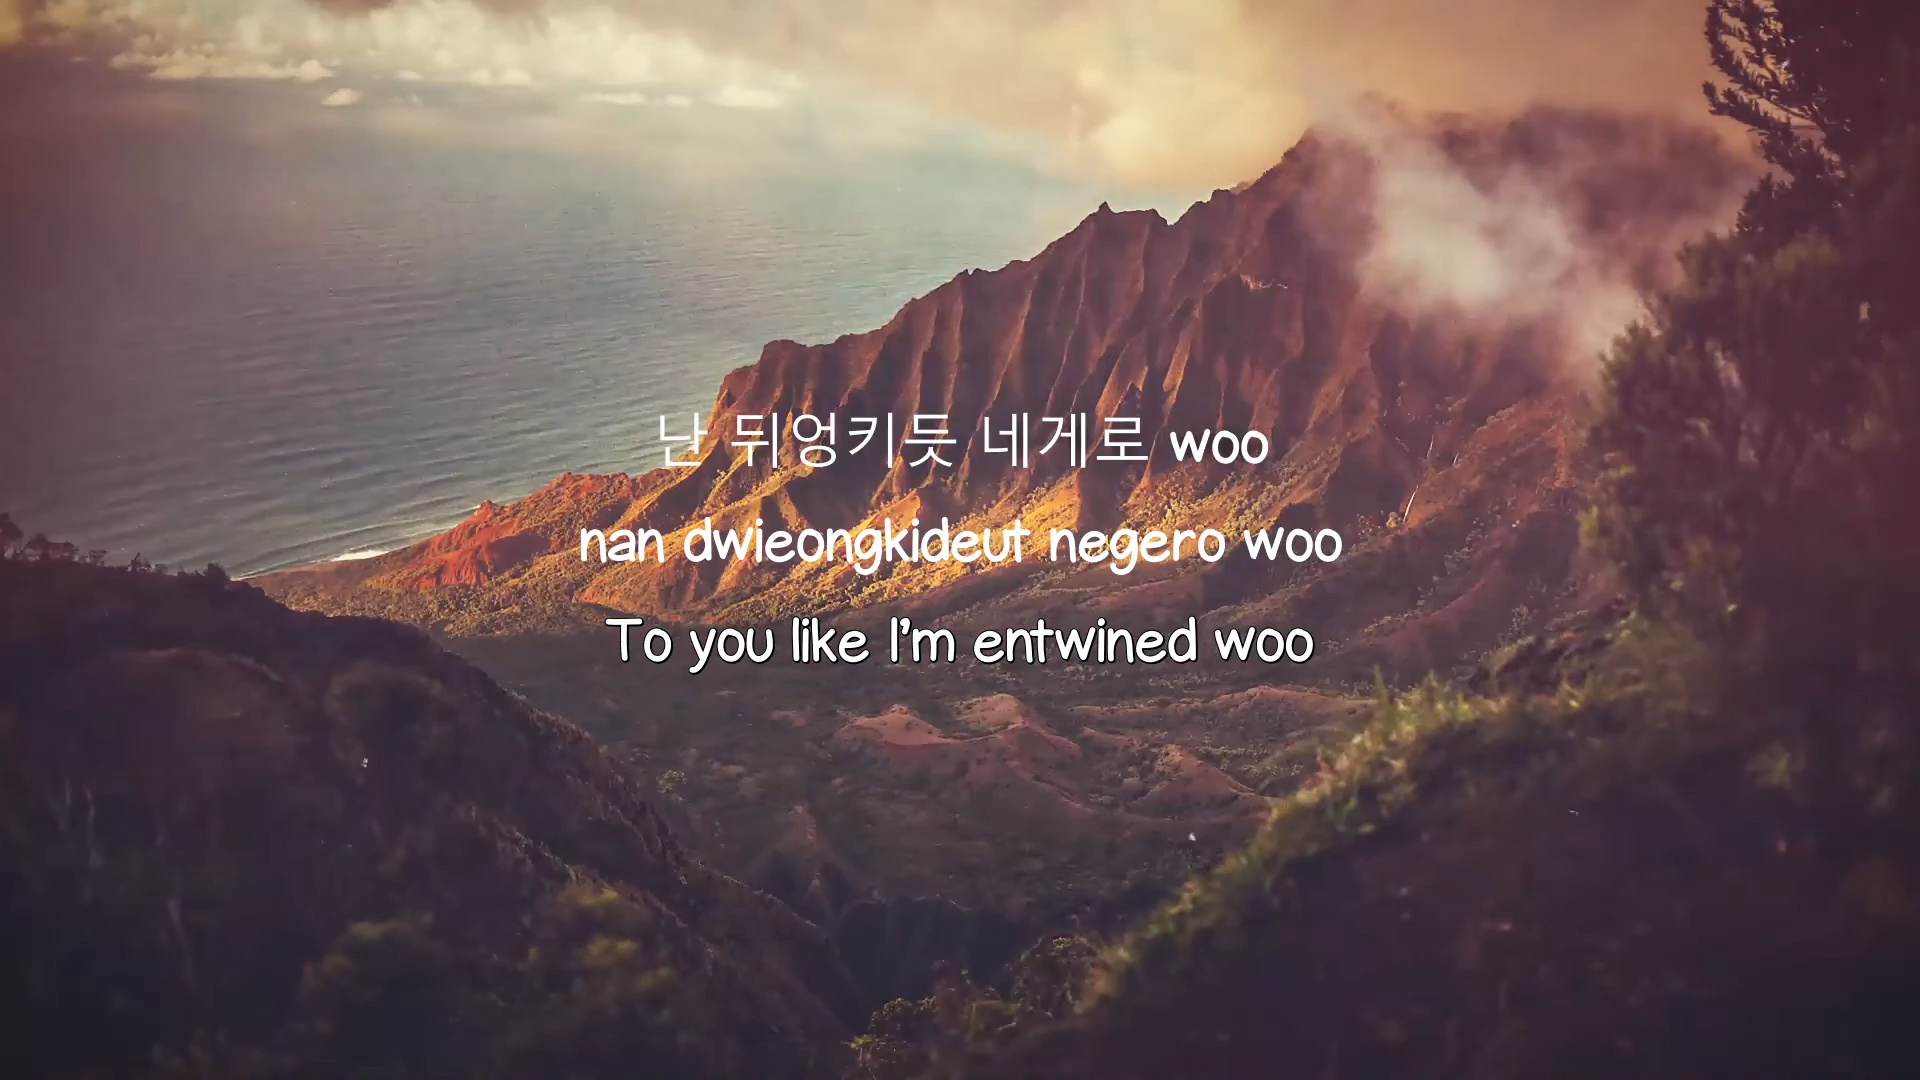 난 뒤엉키듯 네게로 woo
nan dwieongkideut negero woo
To you like I'm entwined woo